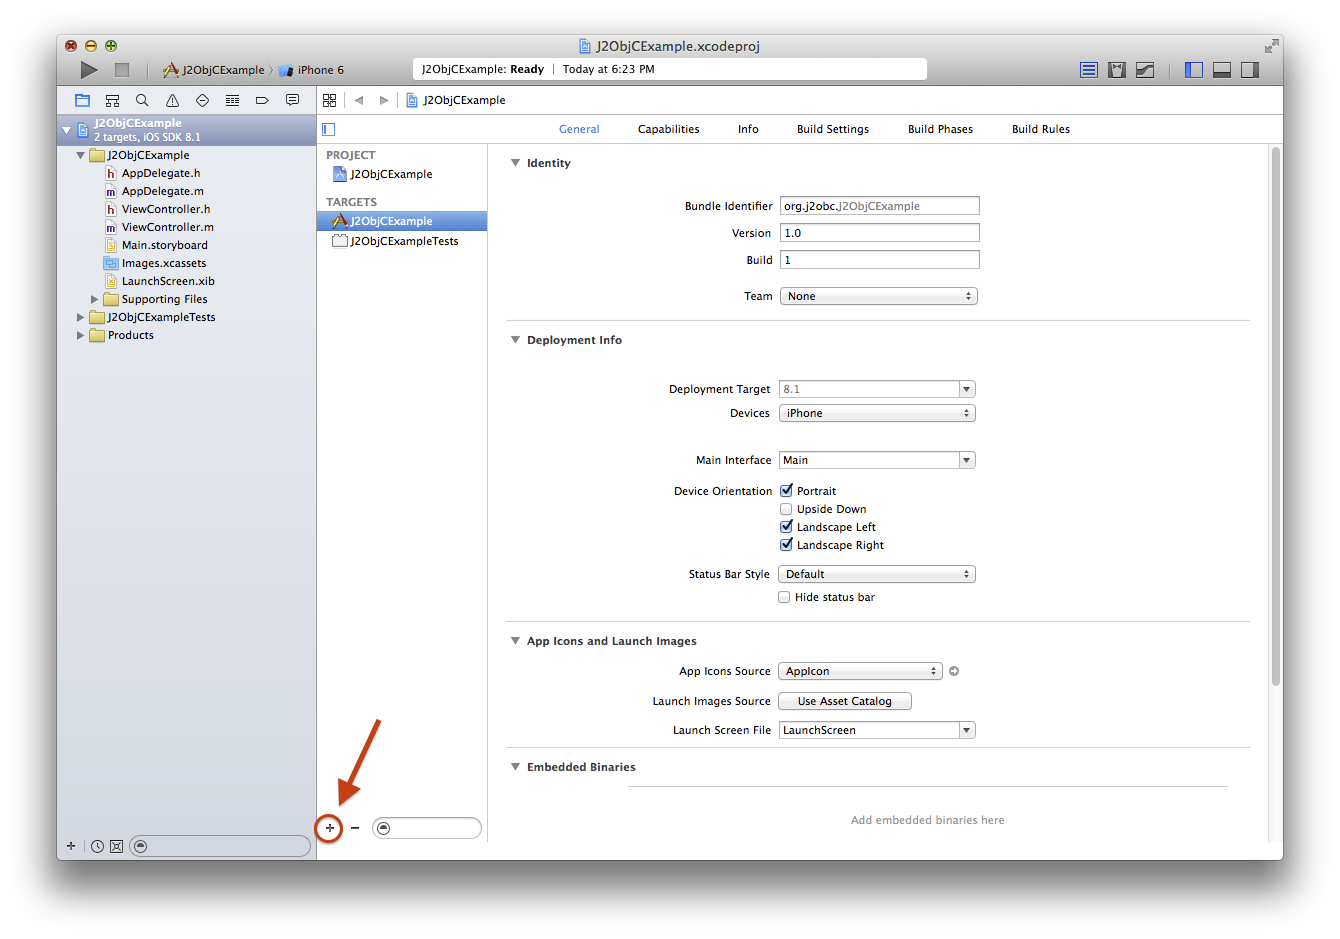 J2ObjCExample.xcodeproj
J2ObjCExample
iPhone 6
J2ObjCExample: Ready
Today at 6:23 PM
J2ObjCExample
J2ObjCExample
2 targets, iOS SDK 8.1
J2ObjCExample
h AppDelegate.h
m AppDelegate.m
h ViewController.h
m ViewController.m
Main.storyboard
Images.xcassets
LaunchScreen.xib
Supporting Files
J2ObjCExampleTests
Products
PROJECT
J2ObjCExample
TARGETS
J2ObjCExample
J2ObjCExampleTests
General
Capabilities
Info
Build Settings
Build Phases
Build Rules
Identity
Bundle Identifier org.j2obc.J2ObjCExample
Version 1.0
Build 1
Team None
Deployment Info
Deployment Target 8.1
Devices iPhone
Main Interface Main
Device Orientation Portrait
Upside Down
Landscape Left
Landscape Right
Status Bar Style Default
Hide status bar
App Icons and Launch Images
App Icons Source AppIcon
Launch Images Source Use Asset Catalog
Launch Screen File LaunchScreen
Embedded Binaries
Add embedded binaries here